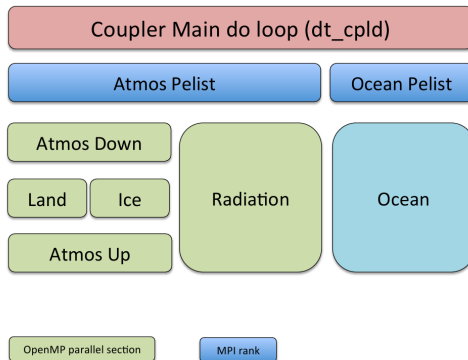 Coupler Main do loop (dt_cpld)
Atmos Pelist
Ocean Pelist
Atmos Down
Land
Ice
Atmos Up
Radiation
Ocean
OpenMP parallel section
MPI rank